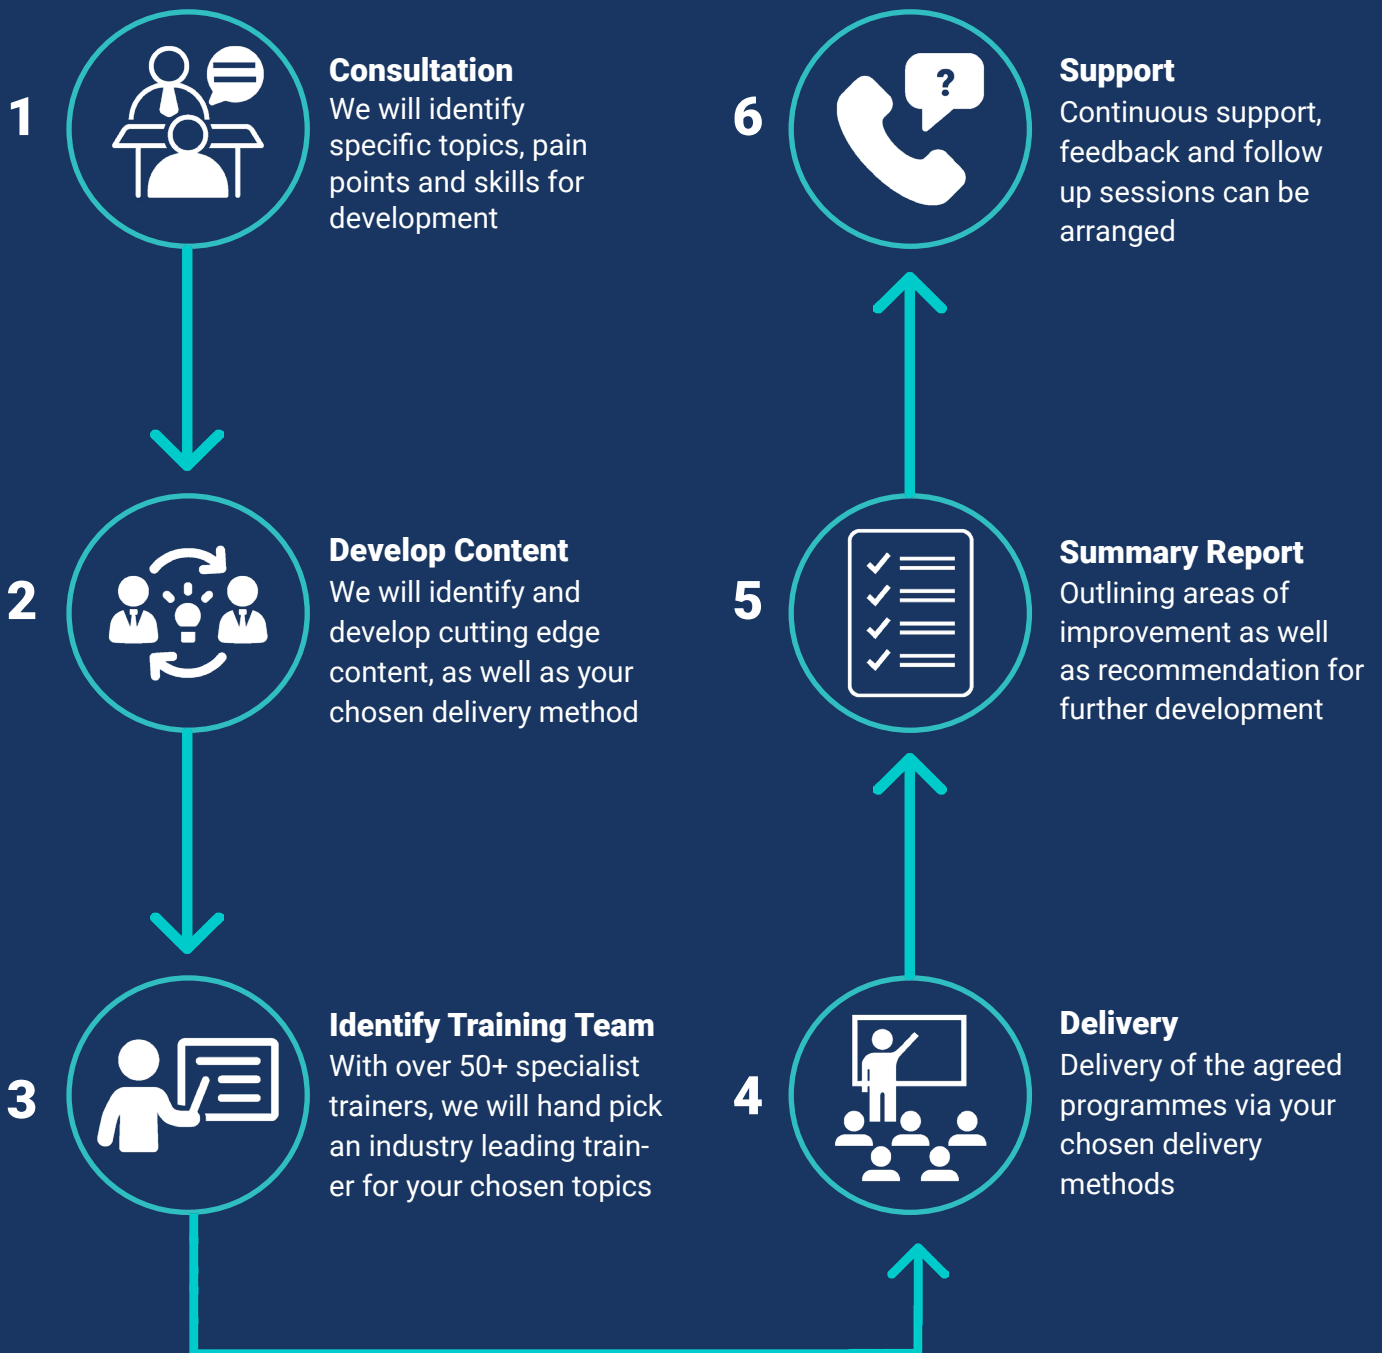 1
Consultation
We will identify
specific topics, pain
points and skills for
development
2
Develop Content
We will identify and
develop cutting edge
content, as well as your
chosen delivery method
3
Identify Training Team
With over 50+ specialist
trainers, we will hand pick
an industry leading train-
er for your chosen topics
4
Delivery
Delivery of the agreed
programmes via your
chosen delivery
methods
5
Summary Report
Outlining areas of
improvement as well
as recommendation for
further development
6
?
Support
Continuous support,
feedback and follow
up sessions can be
arranged